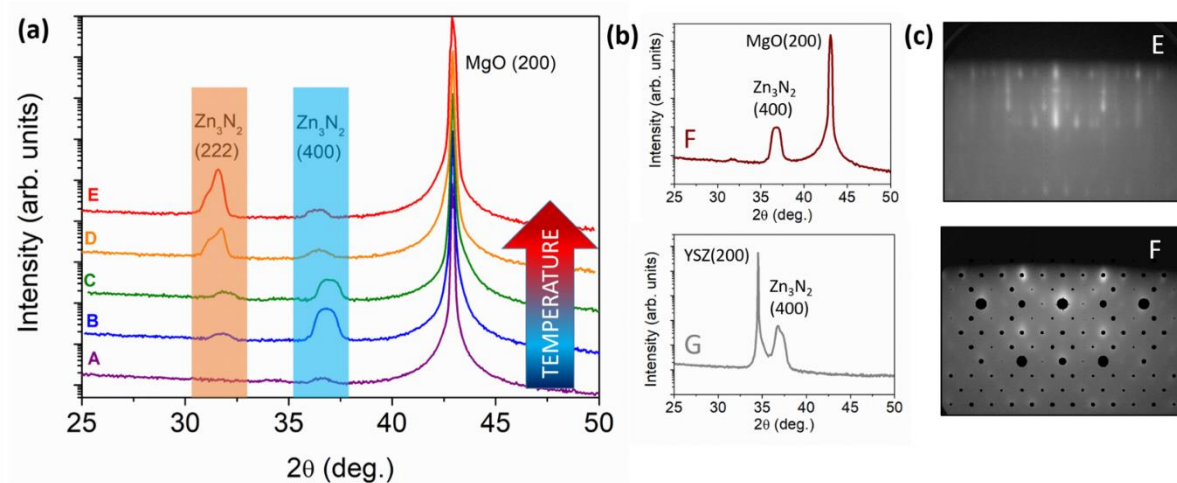 (a)
Intensity (arb. units)
Zn₃N₂
(222)
Zn₃N₂
(400)
MgO (200)
E
D
C
B
A
TEMPERATURE
25
30
35
40
45
50
2θ (deg.)
(b)
Intensity (arb. units)
MgO(200)
Zn₃N₂
(400)
F
25
30
35
40
45
50
2θ (deg.)
Intensity (arb. units)
YSZ(200)
Zn₃N₂
(400)
G
25
30
35
40
45
50
2θ (deg.)
(c)
E
F